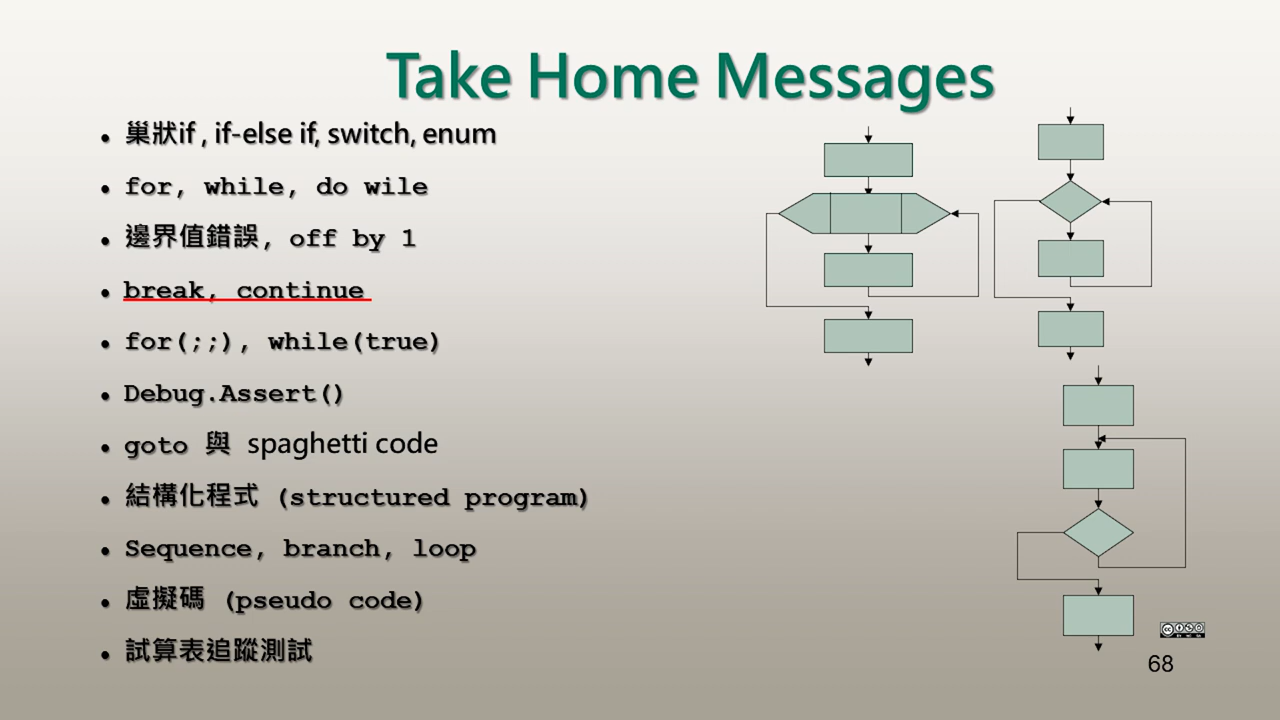 Take Home Messages
巢狀if , if-else if, switch, enum
for, while, do wile
邊界值錯誤, off by 1
break, continue
for(;;), while(true)
Debug.Assert()
goto 與 spaghetti code
結構化程式 (structured program)
Sequence, branch, loop
虛擬碼 (pseudo code)
試算表追蹤測試
68